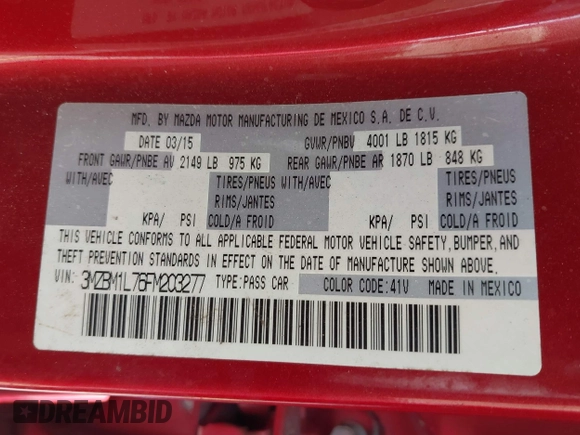 MFD. BY MAZDA MOTOR MANUFACTURING DE MEXICO S.A. DE C.V.
DATE 03/15 GVWR/PNBV 4001 LB 1815 KG
FRONT GAWR/PNBE AV 2149 LB 975 KG REAR GAWR/PNBE AR 1870 LB 848 KG
WITH/AVEC TIRES/PNEUS WITH/AVEC TIRES/PNEUS
RIMS/JANTES RIMS/JANTES
KPA/ PSI COLD/A FROID KPA/ PSI COLD/A FROID
THIS VEHICLE CONFORMS TO ALL APPLICABLE FEDERAL MOTOR VEHICLE SAFETY, BUMPER, AND
THEFT PREVENTION STANDARDS IN EFFECT ON THE DATE OF MANUFACTURE SHOWN ABOVE.
VIN: 3MZBM1L76FM203277 TYPE:PASS CAR COLOR CODE:41V MADE IN MEXICO
DREAMBID